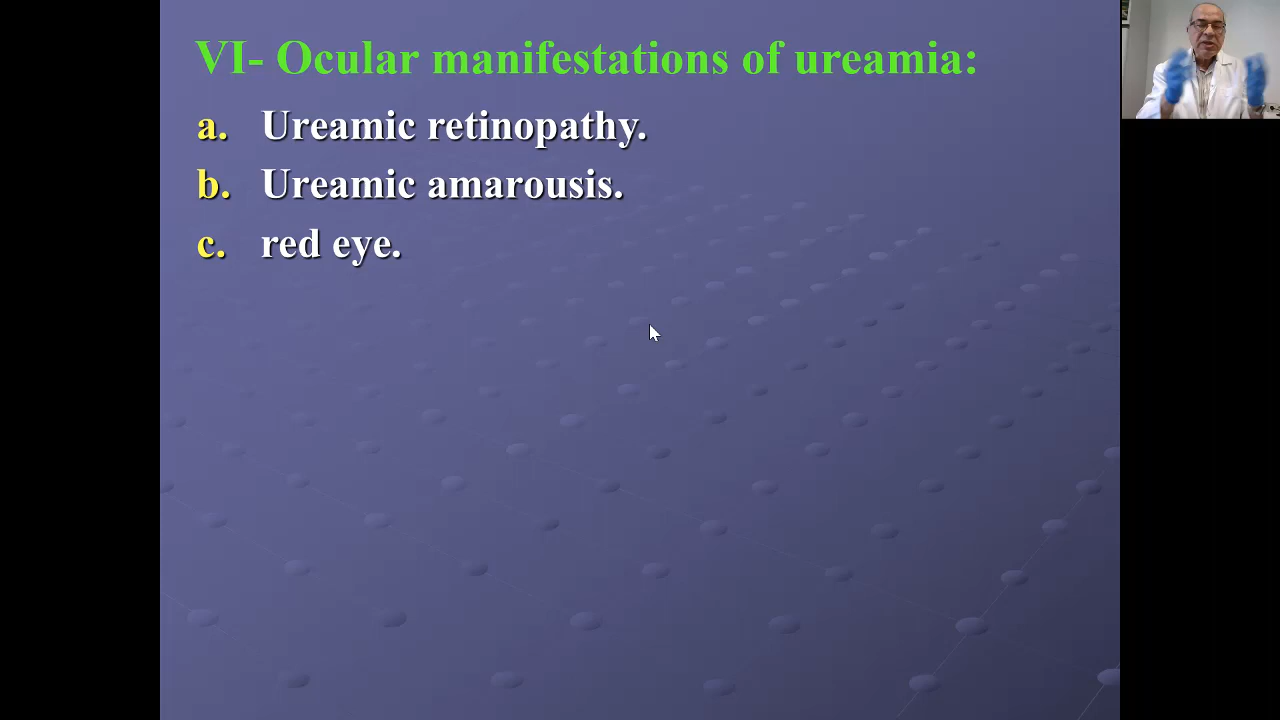 VI- Ocular manifestations of ureamia:
a. Ureamic retinopathy.
b. Ureamic amarousis.
c. red eye.